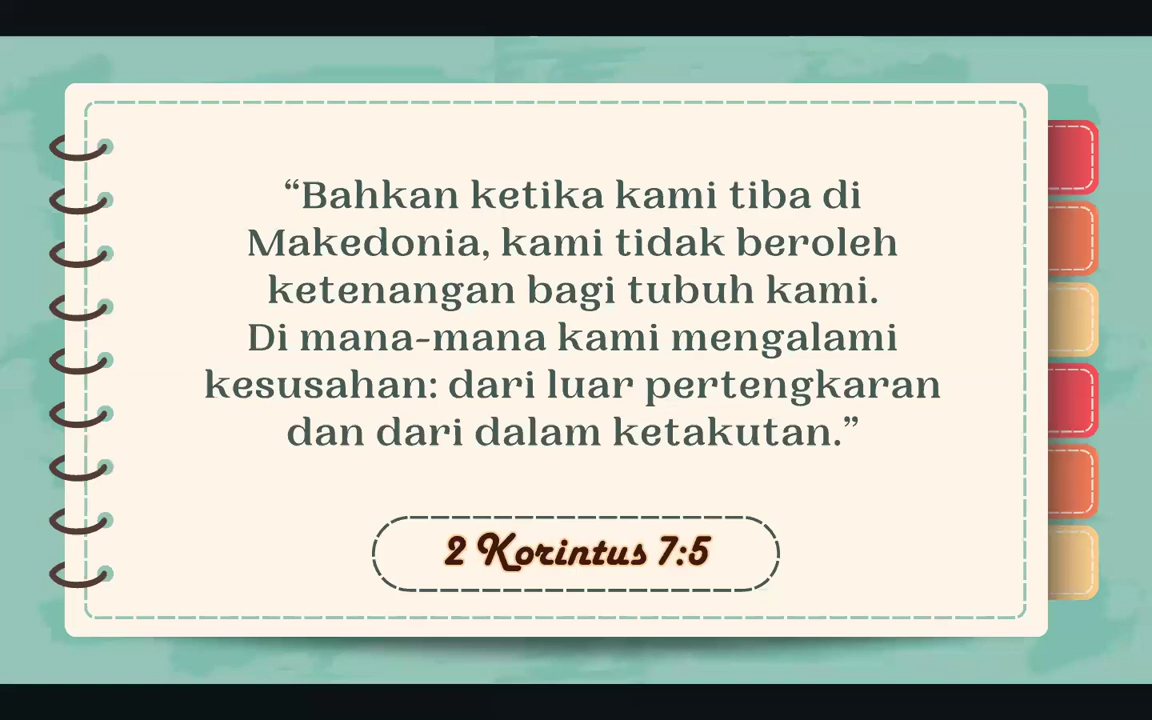 “Bahkan ketika kami tiba di
Makedonia, kami tidak beroleh
ketenangan bagi tubuh kami.
Di mana-mana kami mengalami
kesusahan: dari luar pertengkaran
dan dari dalam ketakutan.”
2 Korintus 7:5